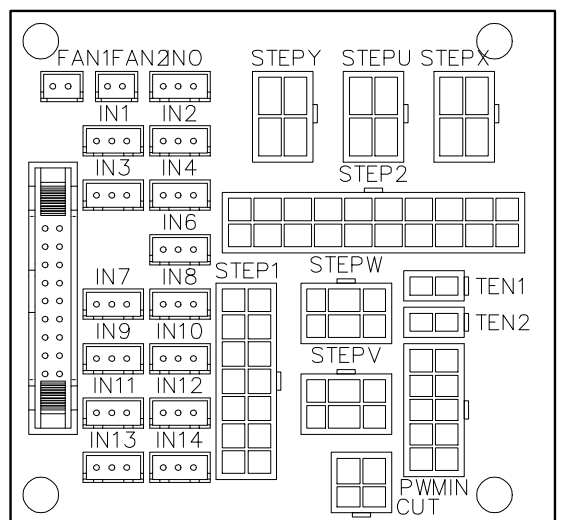 FAN1FAN2IN0 STEPY STEPU STEPX
IN1 IN2
IN3 IN4 STEP2
IN6
IN7 IN8 STEP1 STEPW TEN1
TEN2
IN9 IN10 STEPV
IN11 IN12
IN13 IN14 PWMIN
CUT